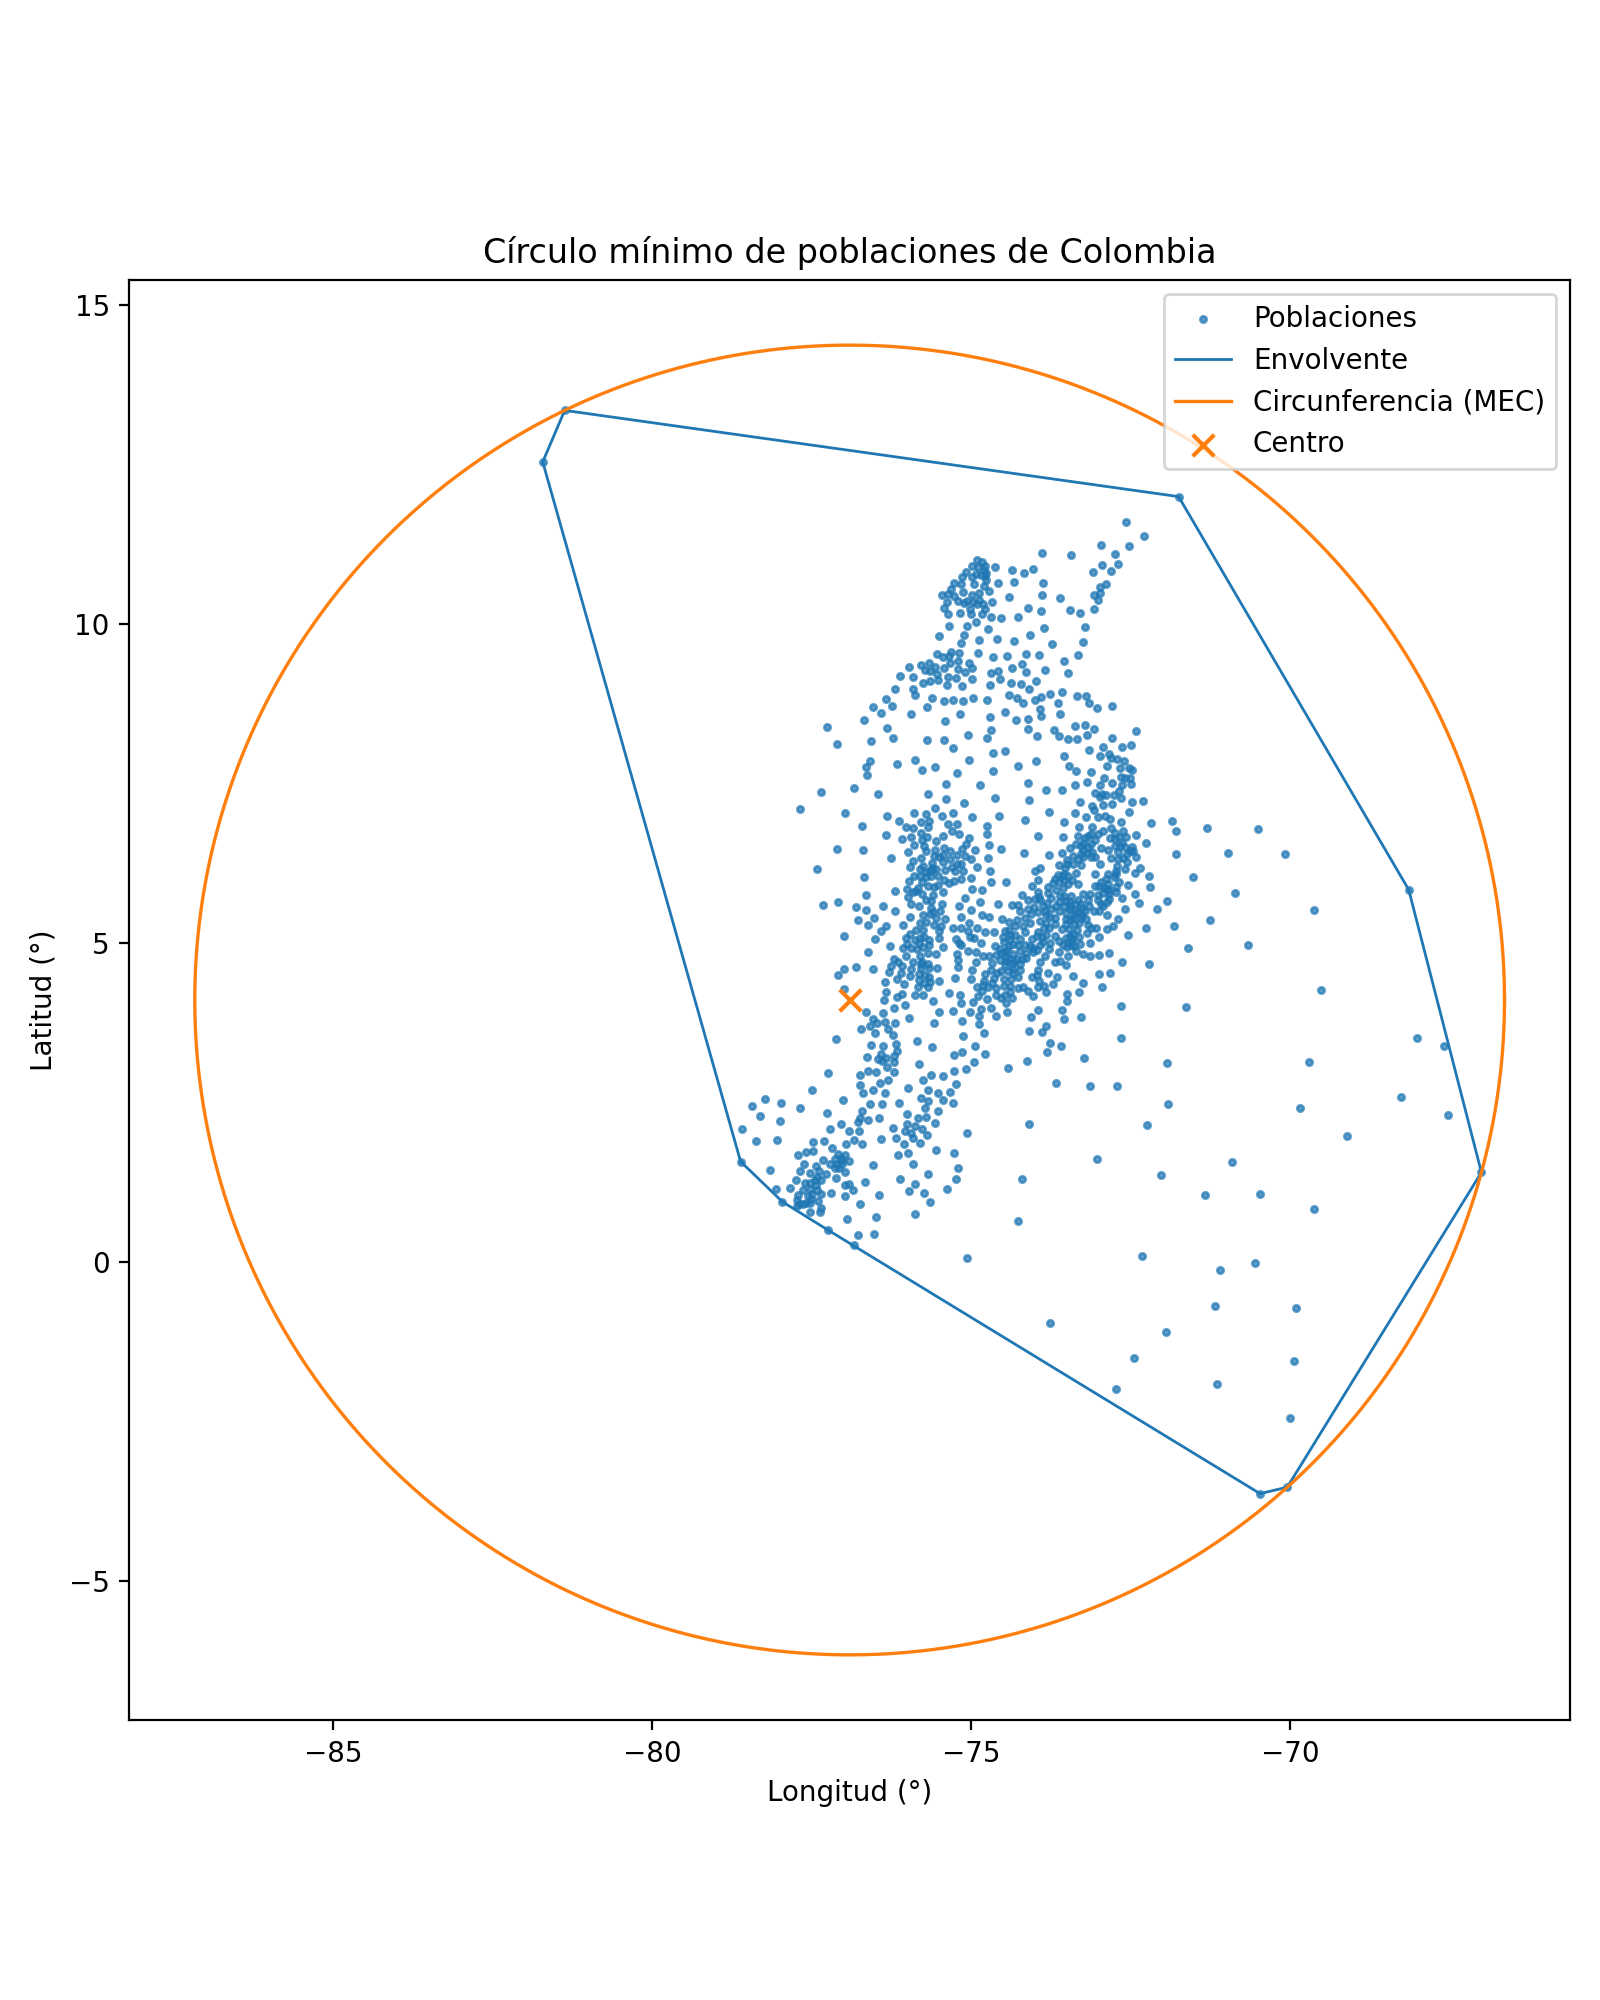 Círculo mínimo de poblaciones de Colombia
15
10
5
0
−5
Latitud (°)
Poblaciones
Envolvente
Circunferencia (MEC)
Centro
−85
−80
−75
−70
Longitud (°)